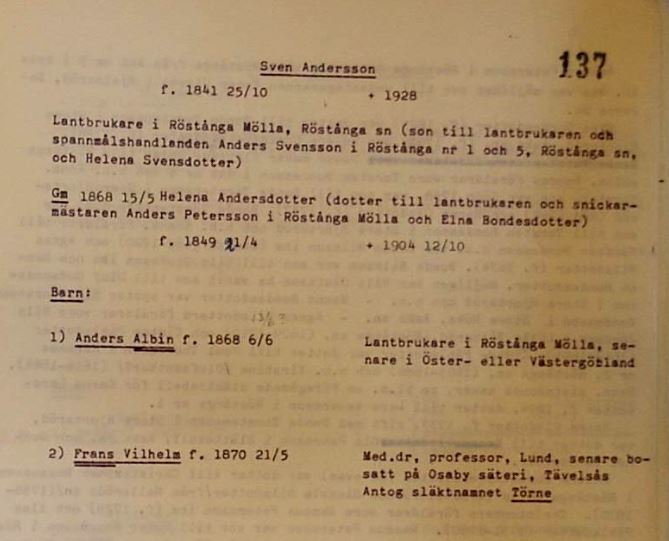 Sven Andersson
137
f. 1841 25/10 + 1928
Lantbrukare i Röstånga Mölla, Röstånga sn (son till lantbrukaren och
spannmålshandlanden Anders Svensson i Röstånga nr 1 och 5, Röstånga sn,
och Helena Svensdotter)
Gm 1868 15/5 Helena Andersdotter (dotter till lantbrukaren och snickar-
mästaren Anders Petersson i Röstånga Mölla och Elna Bondesdotter)
f. 1849 21/4 + 1904 12/10
Barn:
13/6 ?
1) Anders Albin f. 1868 6/6 Lantbrukare i Röstånga Mölla, se-
nare i Öster- eller Västergötland
2) Frans Vilhelm f. 1870 21/5 Med.dr, professor, Lund, senare bo-
satt på Osaby säteri, Tävelsås
Antog släktnamnet Törne